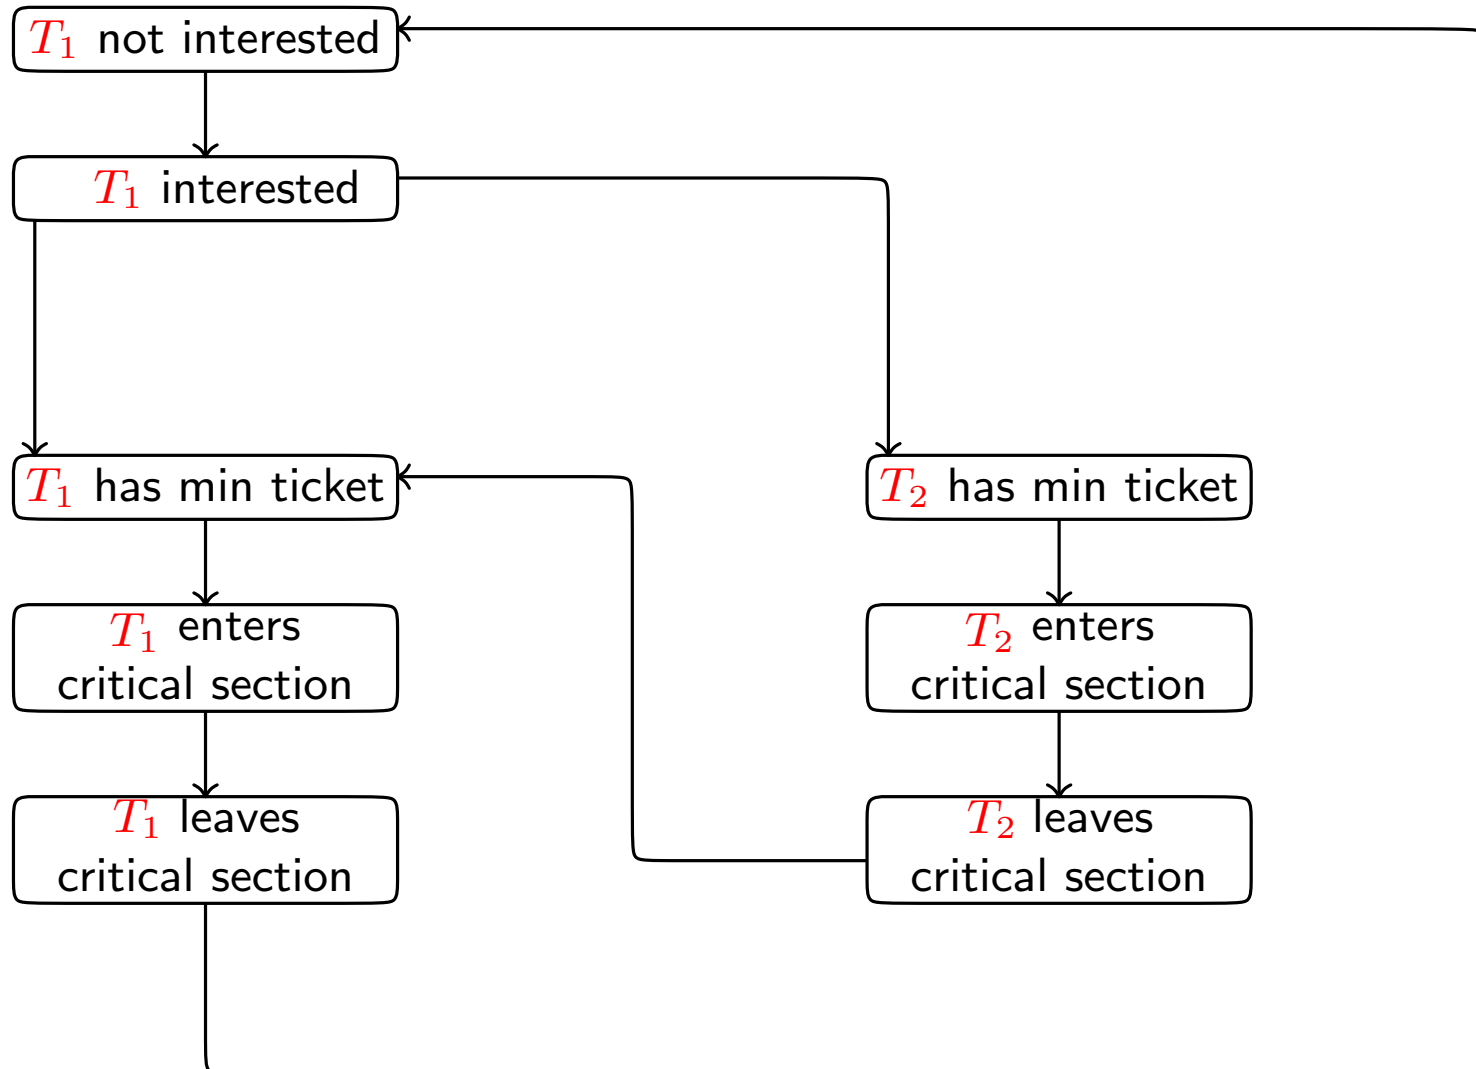 T₁ not interested
T₁ interested
T₁ has min ticket
T₂ has min ticket
T₁ enters
critical section
T₂ enters
critical section
T₁ leaves
critical section
T₂ leaves
critical section